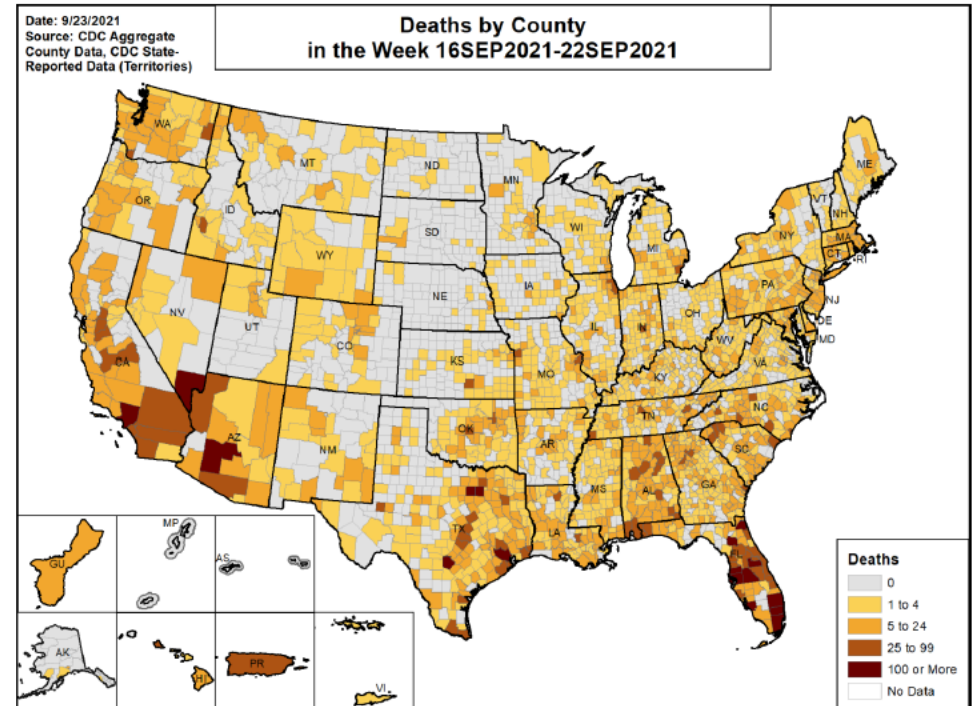 Date: 9/23/2021
Source: CDC Aggregate
County Data, CDC State-
Reported Data (Territories)
Deaths by County
in the Week 16SEP2021-22SEP2021
WA
MT
ND
MN
ME
OR
ID
SD
WI
MI
VT
NH
NY
MA
CT
RI
WY
IA
PA
NJ
NE
NV
UT
CO
IL
IN
OH
DE
MD
WV
VA
CA
KS
MO
KY
NC
TN
AZ
NM
OK
AR
SC
MS
AL
GA
TX
LA
FL
GU
MP
AS
AK
HI
PR
VI
Deaths
0
1 to 4
5 to 24
25 to 99
100 or More
No Data